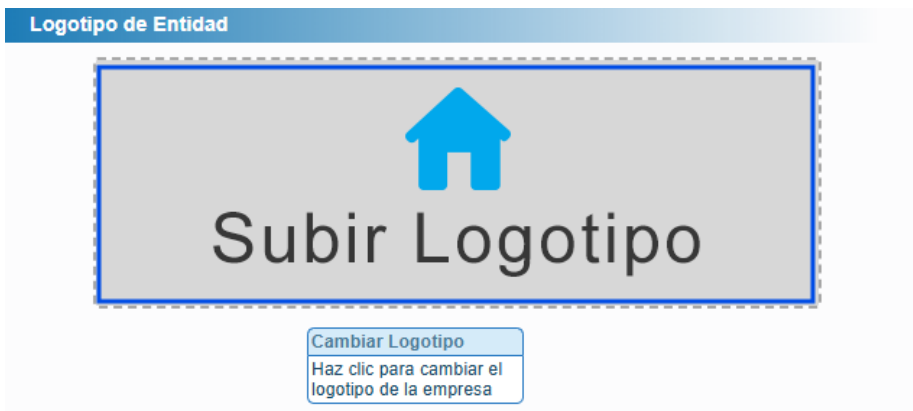 Logotipo de Entidad
Subir Logotipo
Cambiar Logotipo
Haz clic para cambiar el
logotipo de la empresa